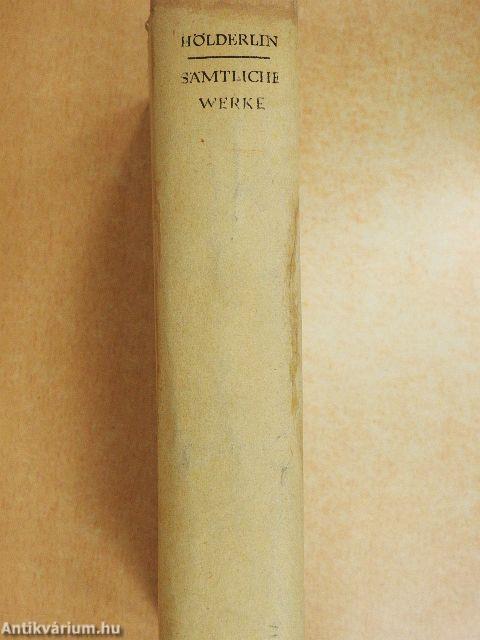 HÖLDERLIN
SÄMTLICHE
WERKE
Antikvárium.hu